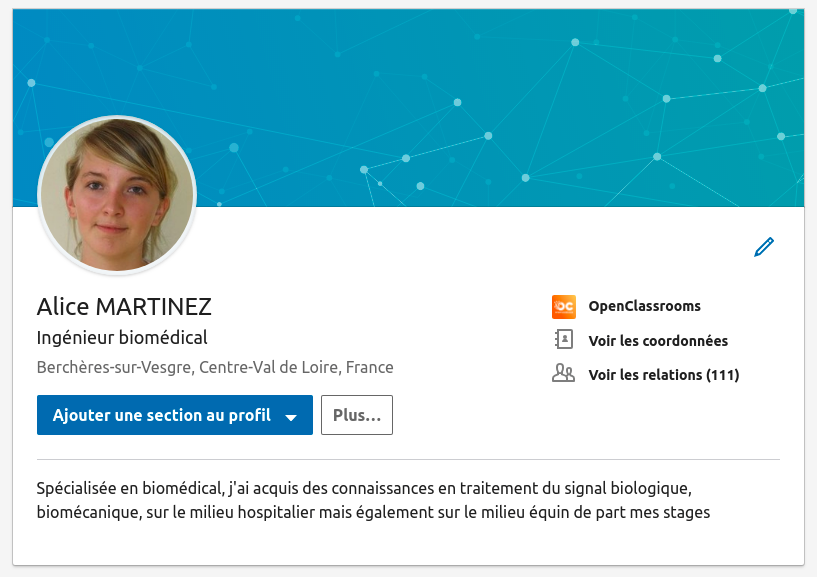 Alice MARTINEZ
Ingénieur biomédical
Berchères-sur-Vesgre, Centre-Val de Loire, France
Ajouter une section au profil
Plus...
OC
OpenClassrooms
Voir les coordonnées
Voir les relations (111)
Spécialisée en biomédical, j'ai acquis des connaissances en traitement du signal biologique,
biomécanique, sur le milieu hospitalier mais également sur le milieu équin de part mes stages